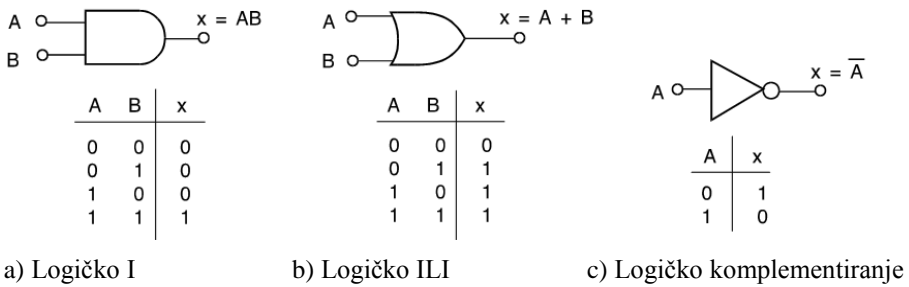 A
B
x = AB
A B x
0 0 0
0 1 0
1 0 0
1 1 1
a) Logičko I
A
B
x = A + B
A B x
0 0 0
0 1 1
1 0 1
1 1 1
b) Logičko ILI
A
x = A̅
A x
0 1
1 0
c) Logičko komplementiranje